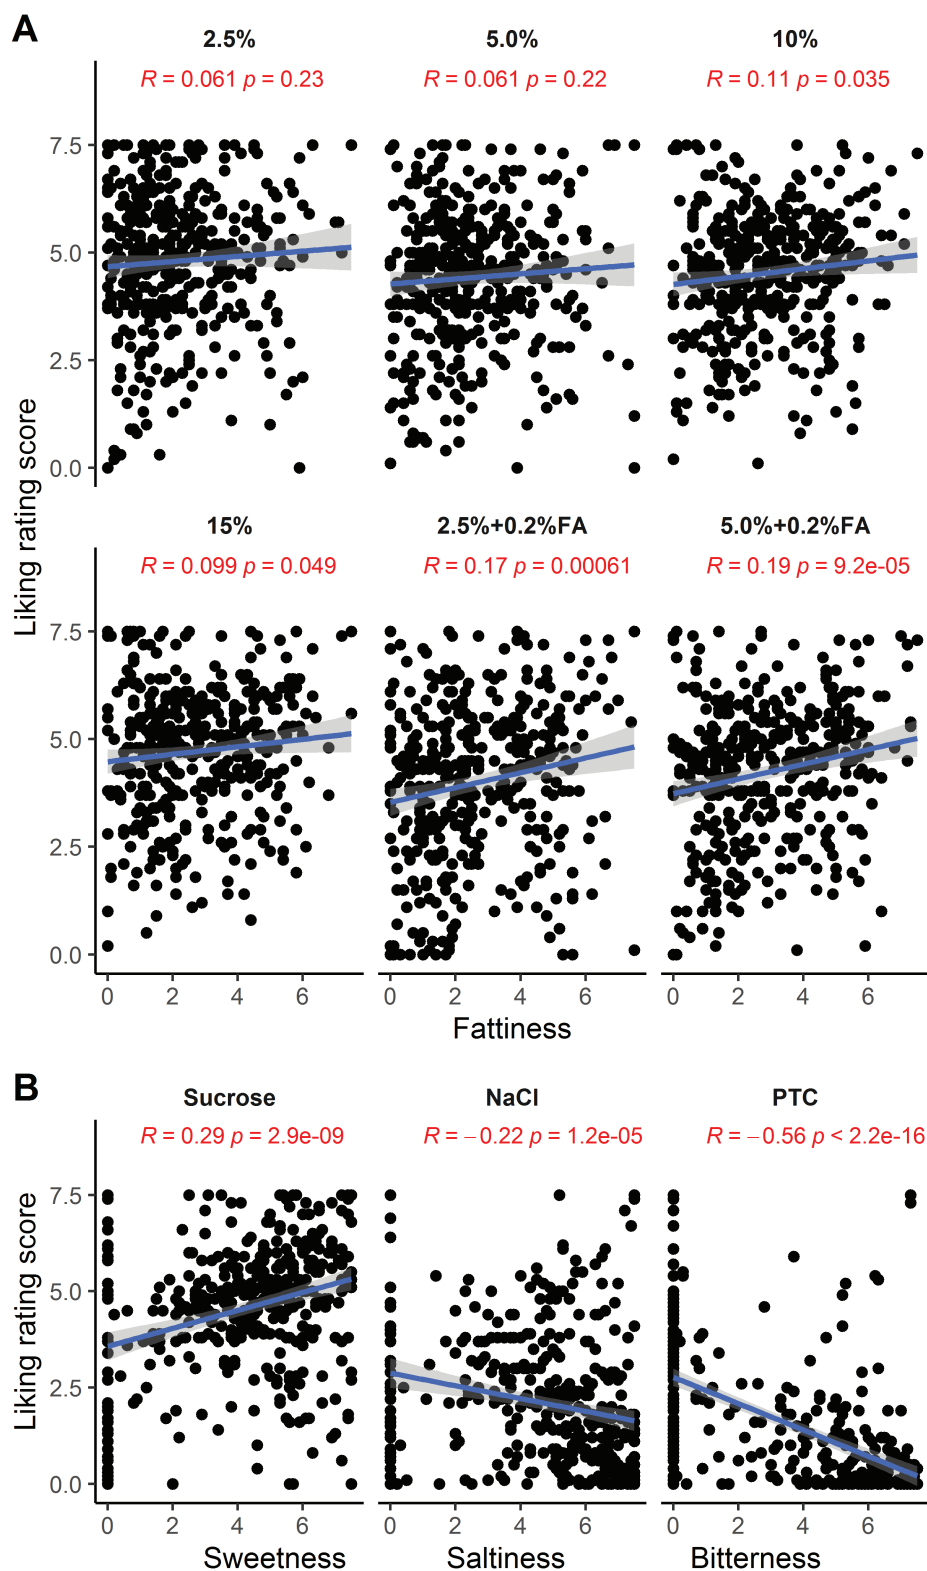 A
2.5% 5.0% 10%
R = 0.061 p = 0.23 R = 0.061 p = 0.22 R = 0.11 p = 0.035
7.5
5.0
2.5
0.0
Liking rating score
15% 2.5%+0.2%FA 5.0%+0.2%FA
R = 0.099 p = 0.049 R = 0.17 p = 0.00061 R = 0.19 p = 9.2e-05
7.5
5.0
2.5
0.0
0 2 4 6 0 2 4 6 0 2 4 6
Fattiness
B
Sucrose NaCl PTC
R = 0.29 p = 2.9e-09 R = −0.22 p = 1.2e-05 R = −0.56 p < 2.2e-16
7.5
5.0
2.5
0.0
Liking rating score
0 2 4 6 0 2 4 6 0 2 4 6
Sweetness Saltiness Bitterness